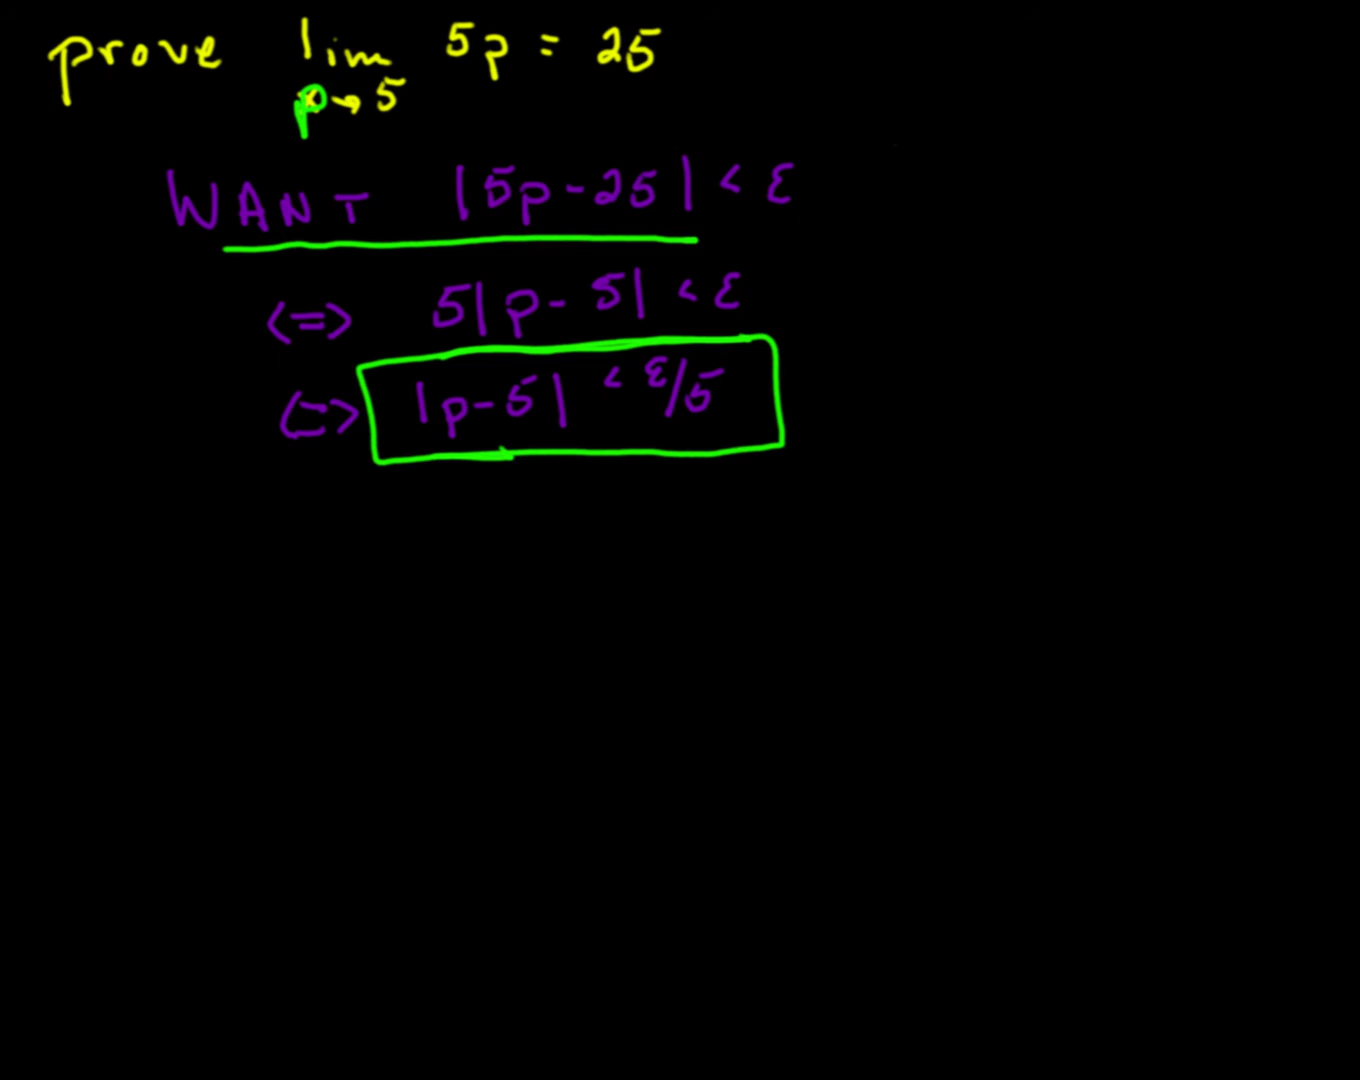 prove lim 5p = 25
p→5
WANT |5p-25| < ε
<=> 5|p-5| < ε
<=> |p-5| < ε/5